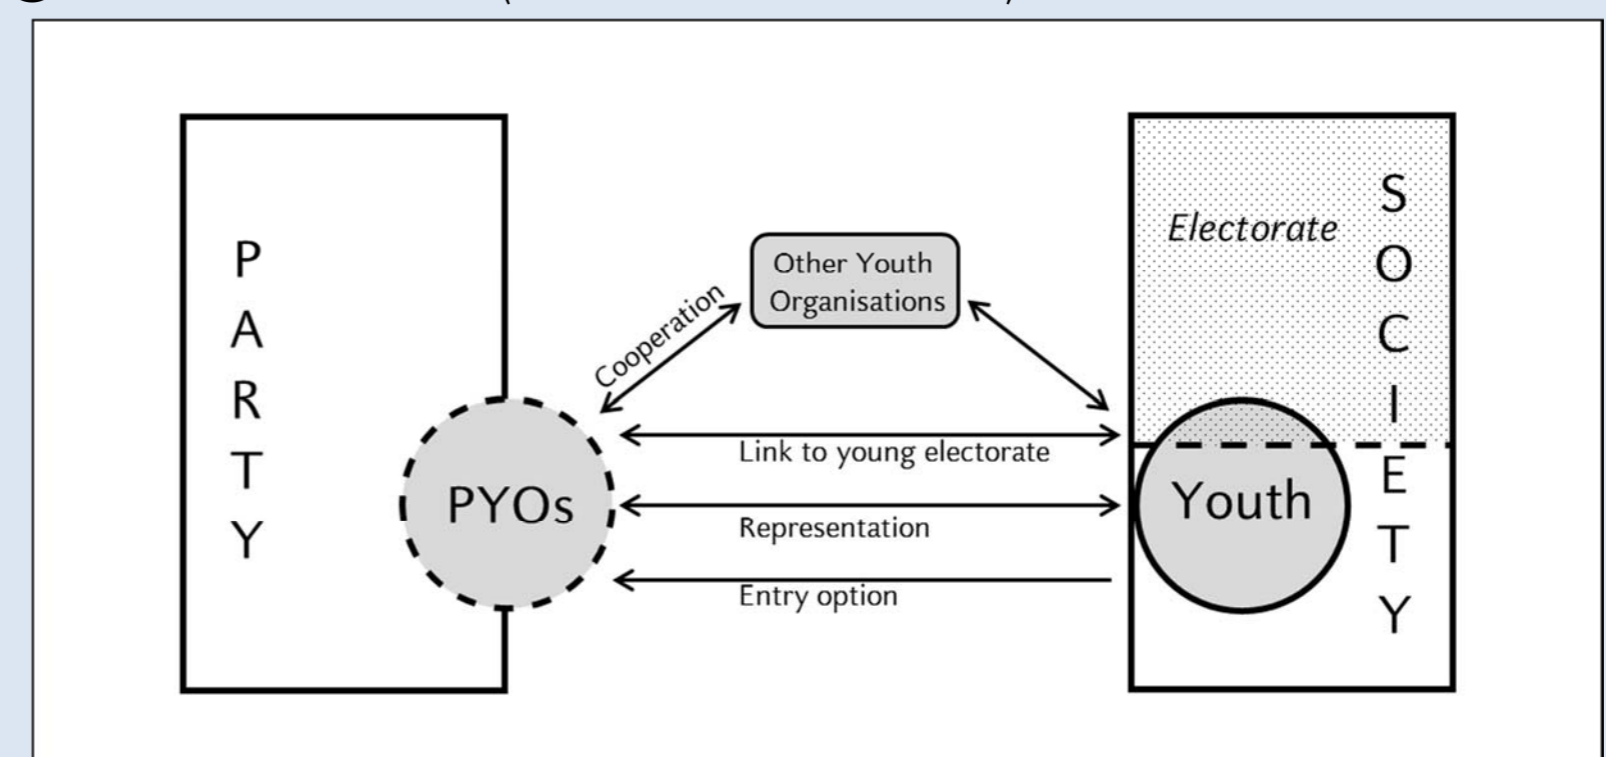 PARTY
Other Youth
Organisations
Cooperation
Link to young electorate
Representation
Entry option
PYOs
Electorate
SOCIETY
Youth